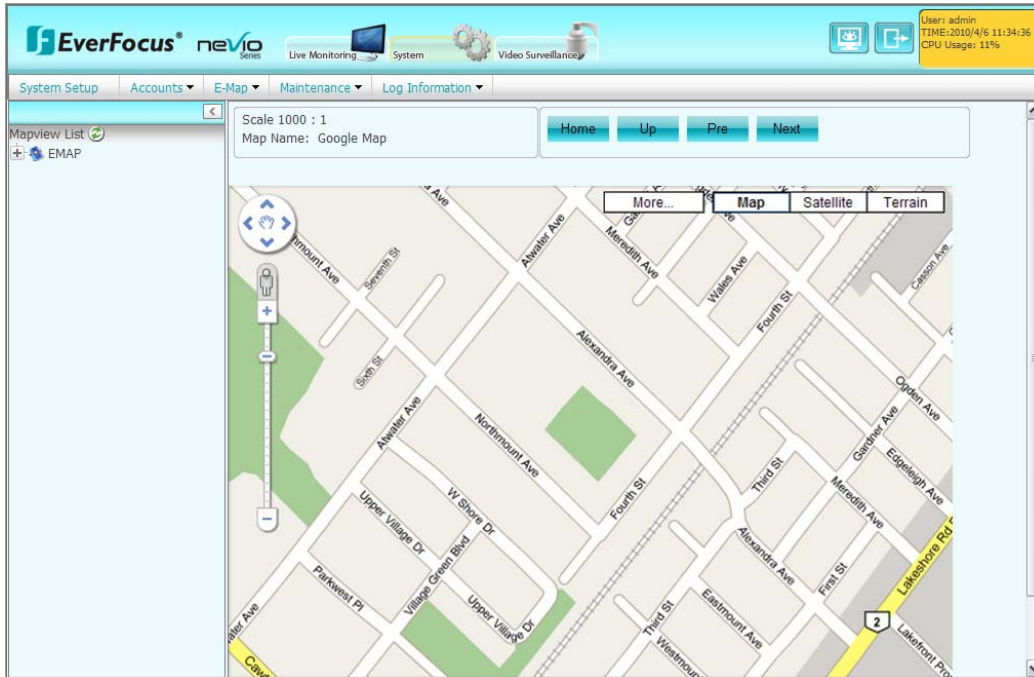 EverFocus®
nevio
Series
Live Monitoring
System
Video Surveillance
User: admin
TIME:2010/4/6 11:34:36
CPU Usage: 11%
System Setup
Accounts
E-Map
Maintenance
Log Information
Mapview List
EMAP
Scale 1000 : 1
Map Name: Google Map
Home
Up
Pre
Next
More...
Map
Satellite
Terrain
Seventh St
Sixth St
Atwater Ave
Meredith Ave
Wales Ave
Fourth St
Casson Ave
Alexandra Ave
Ogden Ave
Gardner Ave
Edgeleigh Ave
Atwater Ave
Northmount Ave
Third St
Meredith Ave
W Shore Dr
Fourth St
Upper Village Dr
Village Green Blvd
Alexandra Ave
First St
Lakeshore Rd
Parkwest Pl
Upper Village Dr
Third St
Eastmount Ave
2